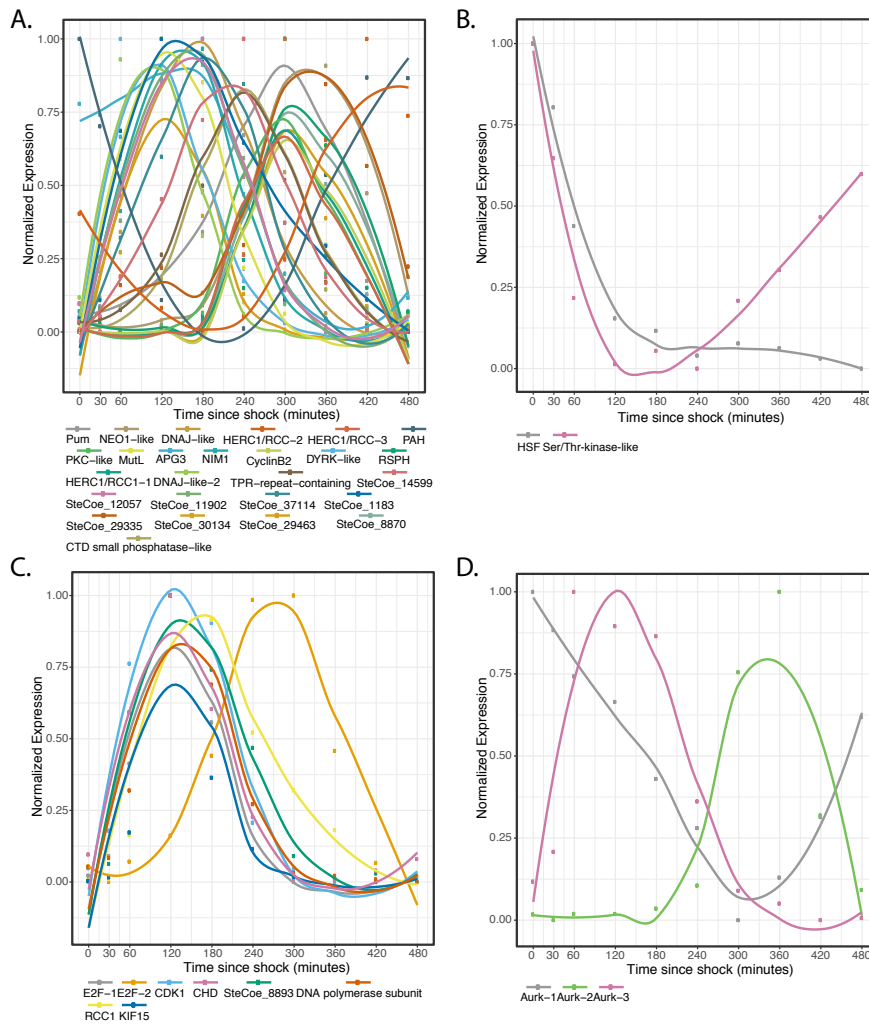 A.
Normalized Expression
1.00
0.75
0.50
0.25
0.00
0 30 60 120 180 240 300 360 420 480
Time since shock (minutes)
Pum NEO1-like DNAJ-like HERC1/RCC-2 HERC1/RCC-3 PAH
PKC-like MutL APG3 NIM1 CyclinB2 DYRK-like RSPH
HERC1/RCC1-1 DNAJ-like-2 TPR-repeat-containing SteCoe_14599
SteCoe_12057 SteCoe_11902 SteCoe_37114 SteCoe_1183
SteCoe_29335 SteCoe_30134 SteCoe_29463 SteCoe_8870
CTD small phosphatase-like
B.
Normalized Expression
1.00
0.75
0.50
0.25
0.00
0 30 60 120 180 240 300 360 420 480
Time since shock (minutes)
HSF Ser/Thr-kinase-like
C.
Normalized Expression
1.00
0.75
0.50
0.25
0.00
0 30 60 120 180 240 300 360 420 480
Time since shock (minutes)
E2F-1 E2F-2 CDK1 CHD SteCoe_8893 DNA polymerase subunit
RCC1 KIF15
D.
Normalized Expression
1.00
0.75
0.50
0.25
0.00
0 30 60 120 180 240 300 360 420 480
Time since shock (minutes)
Aurk-1 Aurk-2 Aurk-3